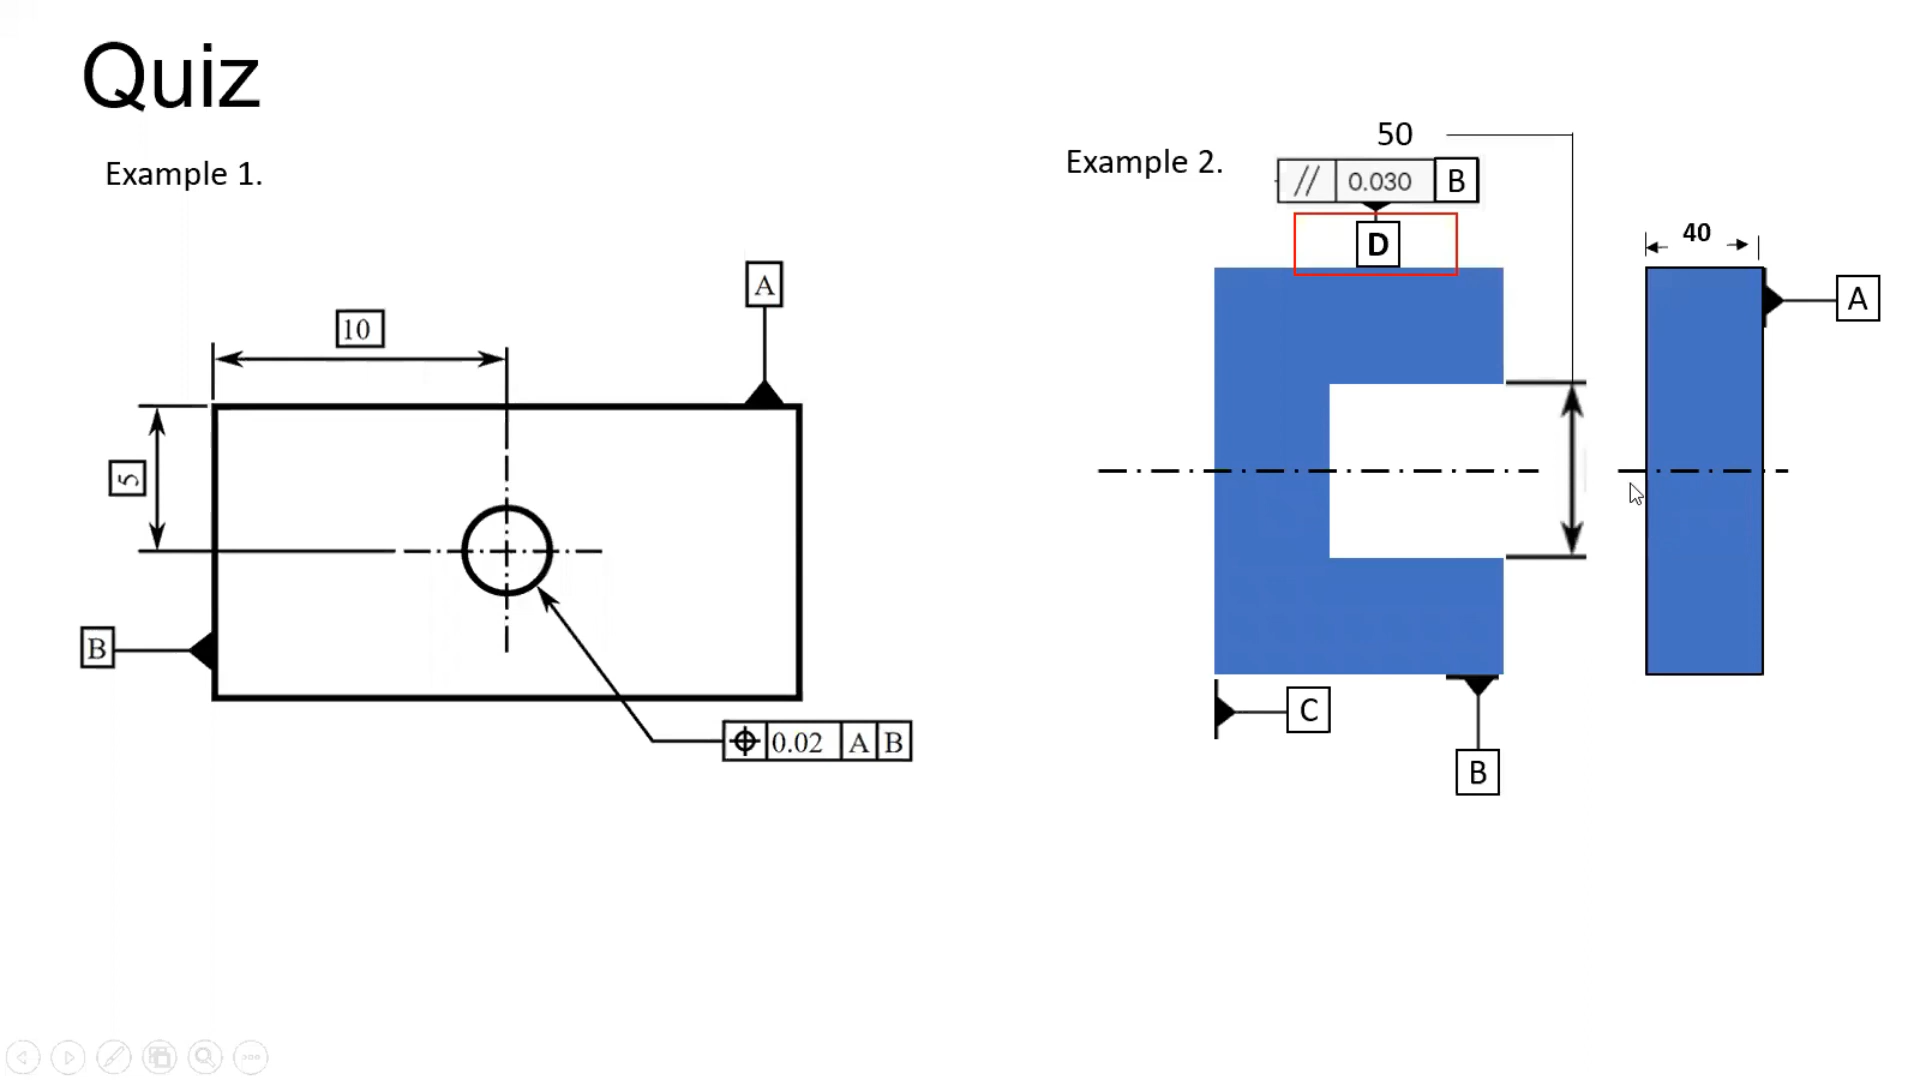 Quiz
Example 1.
A
10
5
B
⌖ 0.02 A B
Example 2.
50
// 0.030 B
D
40
A
C
B